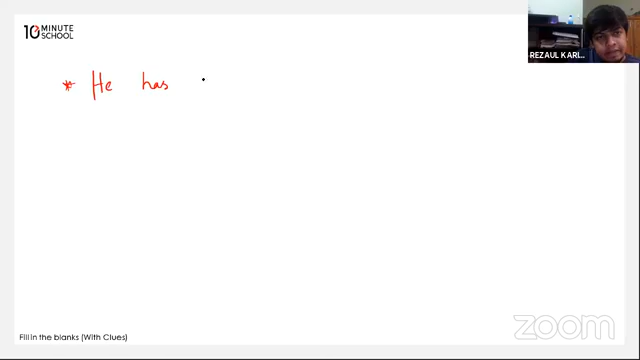 10 MINUTE SCHOOL
REZAUL KARI...
* He has
Fill in the blanks (With Clues)
zoom